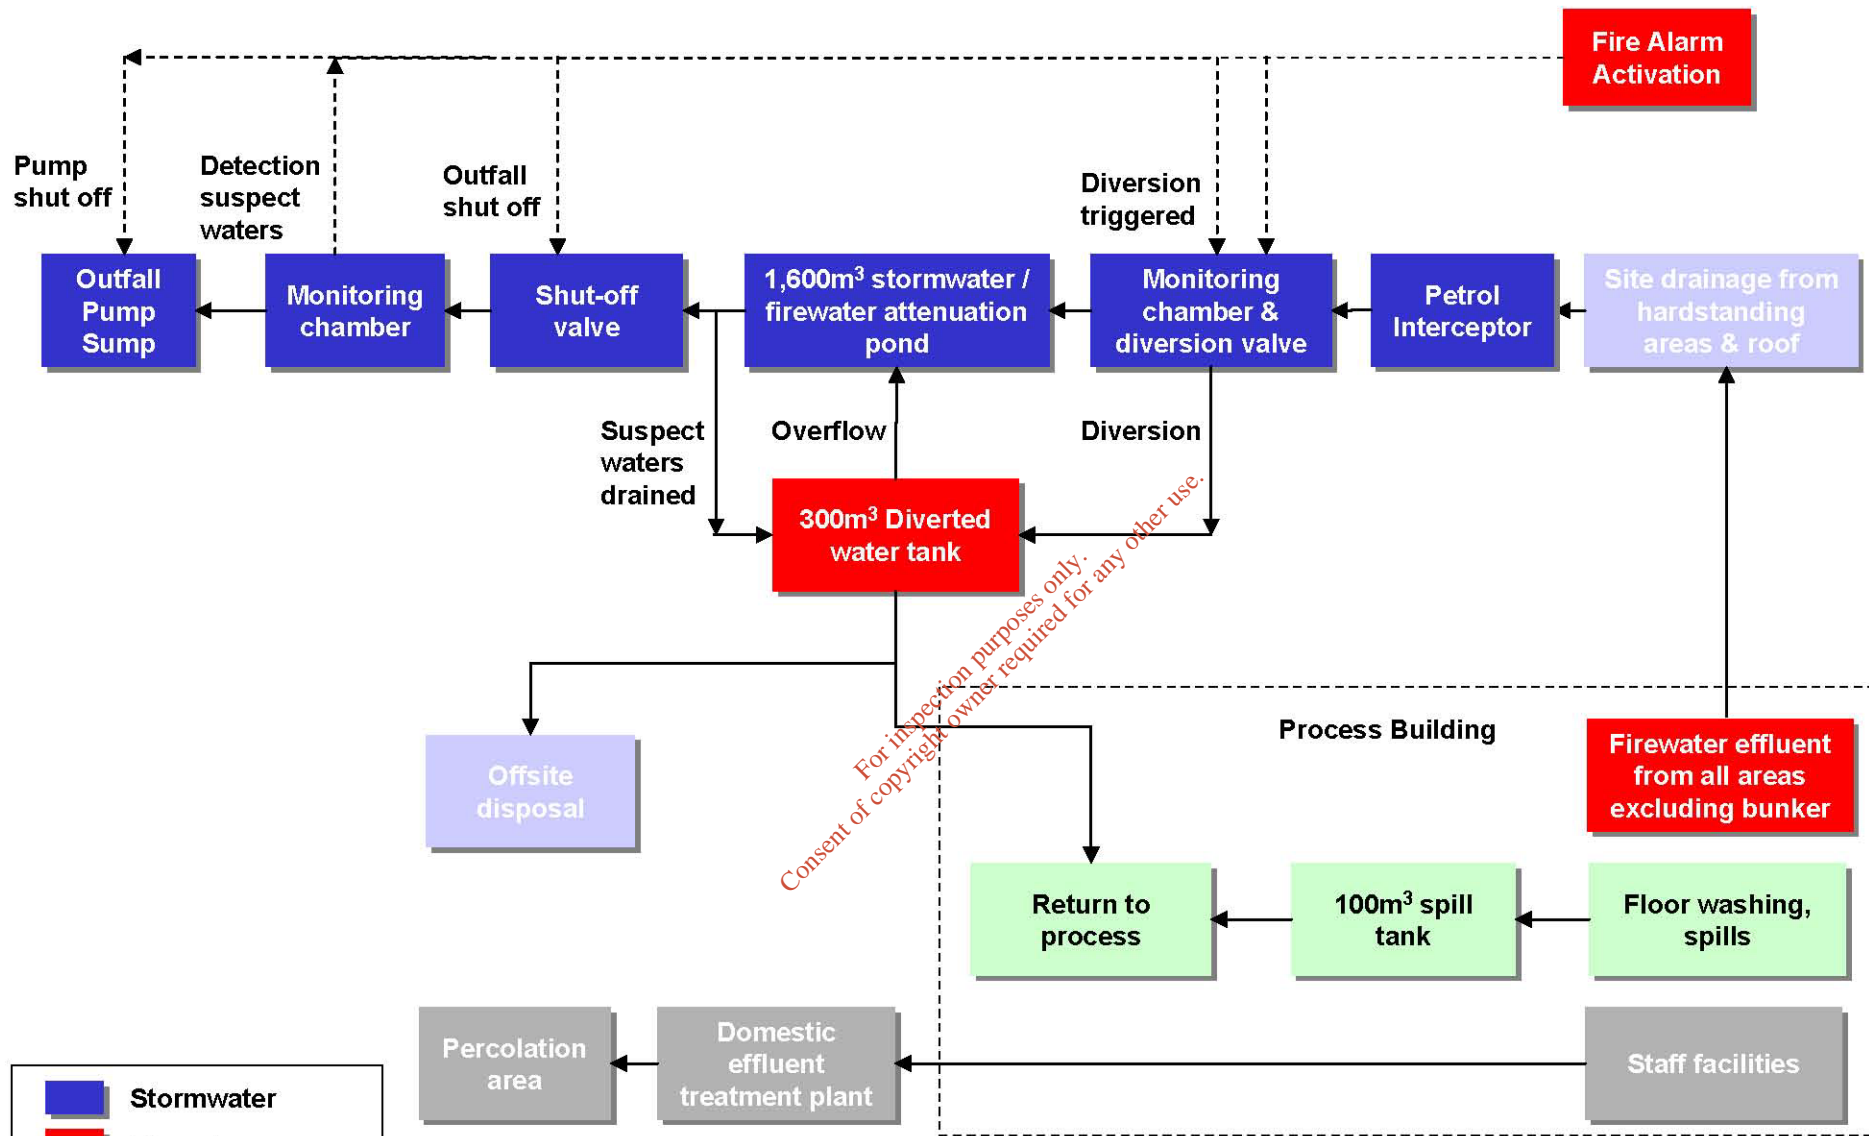 Fire Alarm
Activation
Pump
shut off
Detection
suspect
waters
Outfall
shut off
Diversion
triggered
Outfall
Pump
Sump
Monitoring
chamber
Shut-off
valve
1,600m³ stormwater /
firewater attenuation
pond
Monitoring
chamber &
diversion valve
Petrol
Interceptor
Site drainage from
hardstanding
areas & roof
Suspect
waters
drained
Overflow
Diversion
300m³ Diverted
water tank
For inspection purposes only.
Consent of copyright owner required for any other use.
Process Building
Offsite
disposal
Firewater effluent
from all areas
excluding bunker
Return to
process
100m³ spill
tank
Floor washing,
spills
Percolation
area
Domestic
effluent
treatment plant
Staff facilities
Stormwater